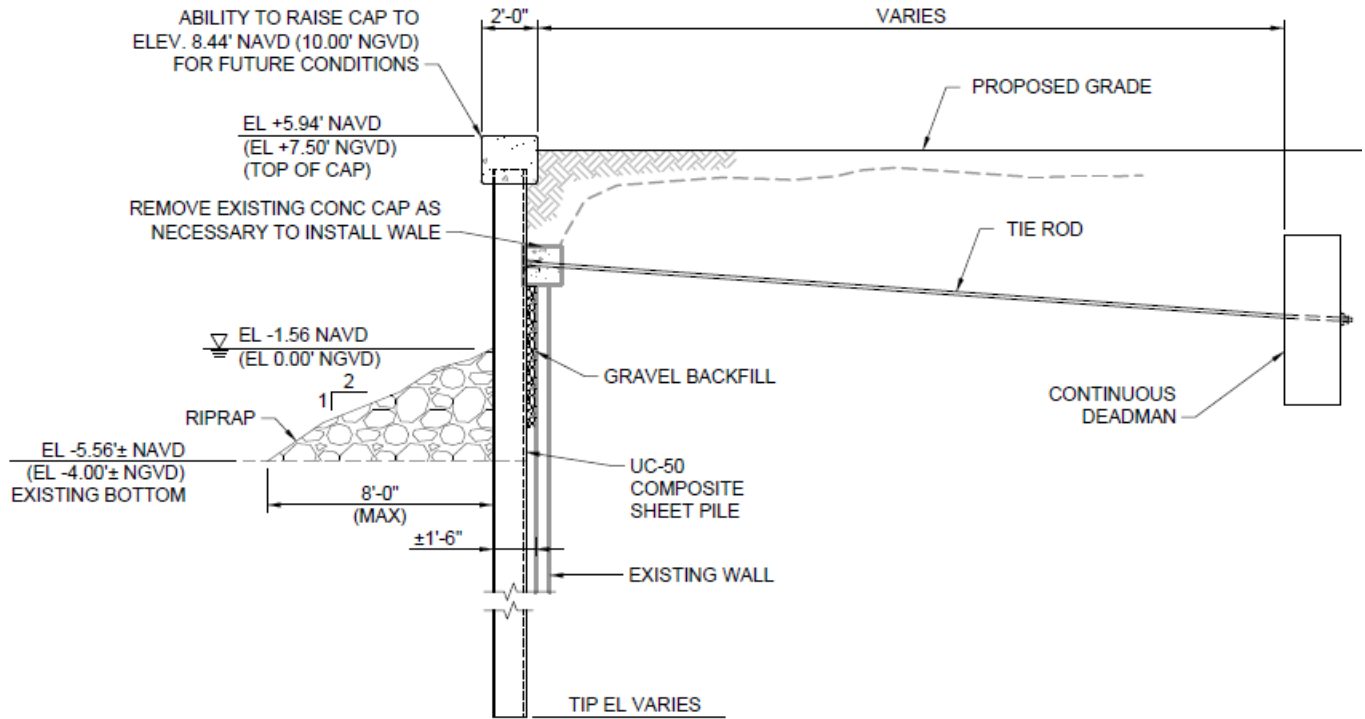 ABILITY TO RAISE CAP TO
ELEV. 8.44' NAVD (10.00' NGVD)
FOR FUTURE CONDITIONS
2'-0"
VARIES
PROPOSED GRADE
EL +5.94' NAVD
(EL +7.50' NGVD)
(TOP OF CAP)
REMOVE EXISTING CONC CAP AS
NECESSARY TO INSTALL WALE
TIE ROD
EL -1.56 NAVD
(EL 0.00' NGVD)
2
1
GRAVEL BACKFILL
CONTINUOUS
DEADMAN
RIPRAP
EL -5.56'± NAVD
(EL -4.00'± NGVD)
EXISTING BOTTOM
UC-50
COMPOSITE
SHEET PILE
8'-0"
(MAX)
±1'-6"
EXISTING WALL
TIP EL VARIES